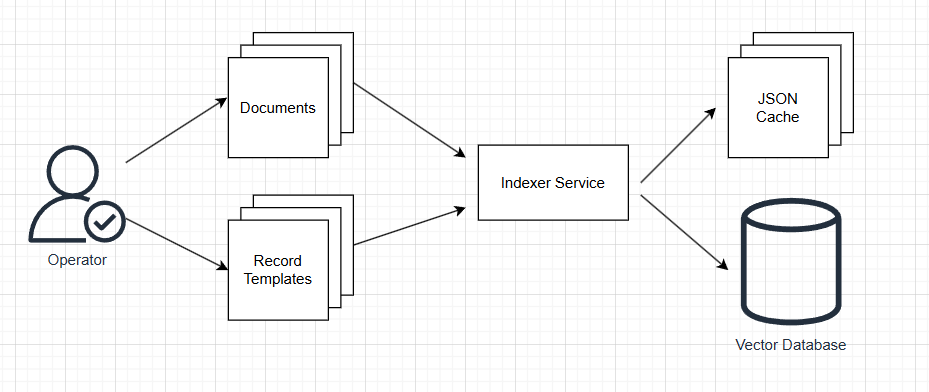 Documents
JSON
Cache
Indexer Service
Operator
Record
Templates
Vector Database